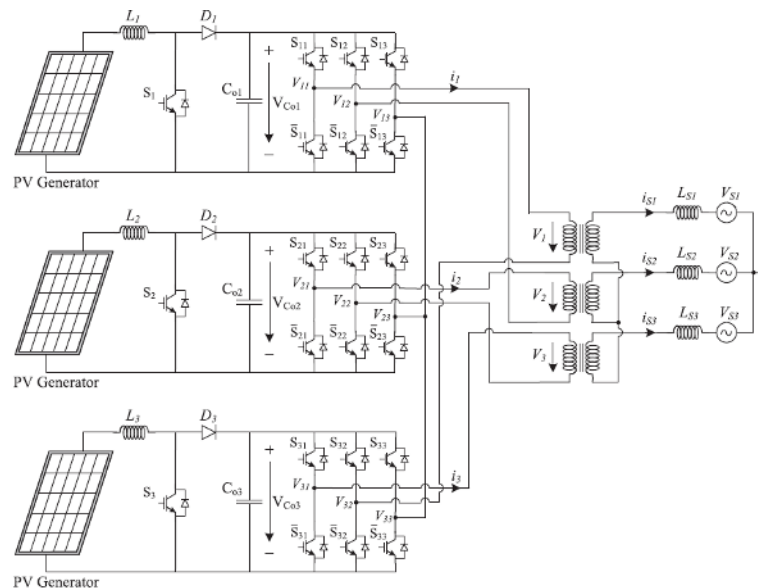 L1 D1
S11 S12 S13
S1 Co1 + VCo1 − V11 V12 V13 i1
S̅11 S̅12 S̅13
PV Generator
L2 D2
S21 S22 S23
S2 Co2 + VCo2 − V21 V22 V23 i2
S̅21 S̅22 S̅23
PV Generator
L3 D3
S31 S32 S33
S3 Co3 + VCo3 − V31 V32 V33 i3
S̅31 S̅32 S̅33
PV Generator
V1 iS1 LS1 VS1
V2 iS2 LS2 VS2
V3 iS3 LS3 VS3